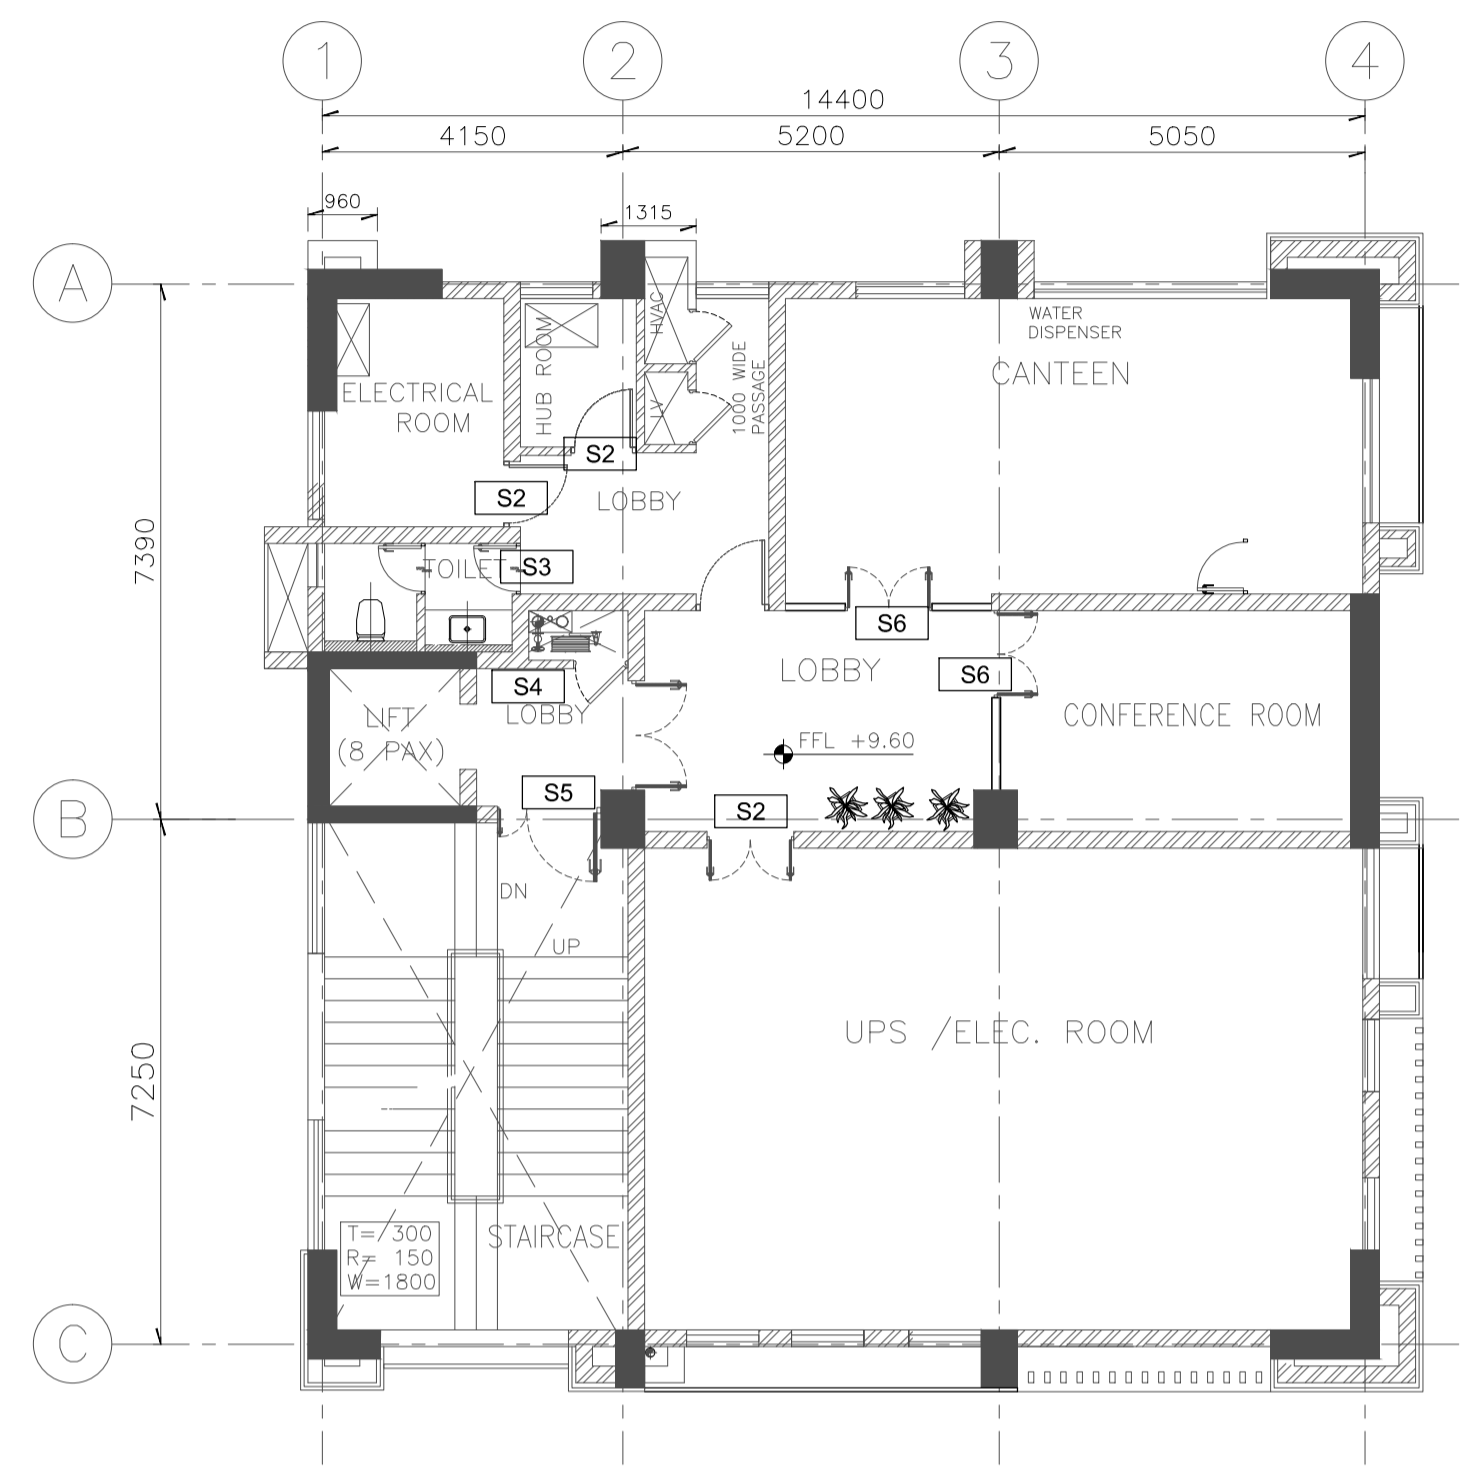 1
2
3
4
14400
4150
5200
5050
960
1315
A
B
C
7390
7250
ELECTRICAL
ROOM
HUB ROOM
HVAC
LV
1000 WIDE
PASSAGE
WATER
DISPENSER
CANTEEN
S2
S2
LOBBY
TOILET
S3
S6
S6
LOBBY
S4
LOBBY
LIFT
(8 PAX)
CONFERENCE ROOM
FFL +9.60
S5
S2
DN
UP
UPS /ELEC. ROOM
STAIRCASE
T= 300
R= 150
W=1800